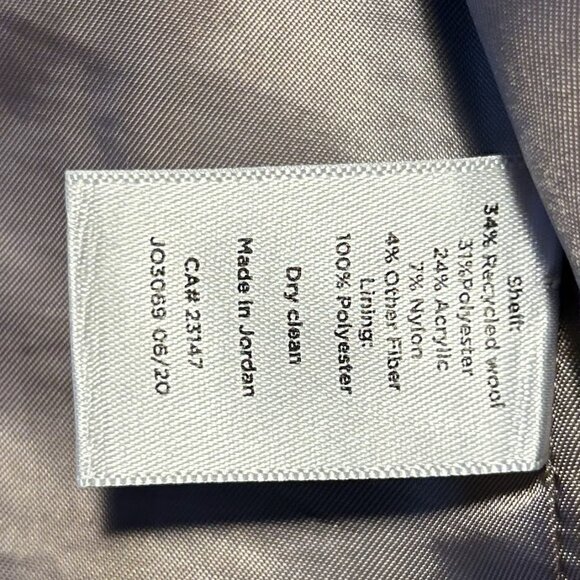 Shell:
34% Recycled wool
31%Polyester
24% Acrylic
7% Nylon
4% Other Fiber
Lining:
100% Polyester
Dry clean
Made in Jordan
CA# 23147
JO3069 06/20